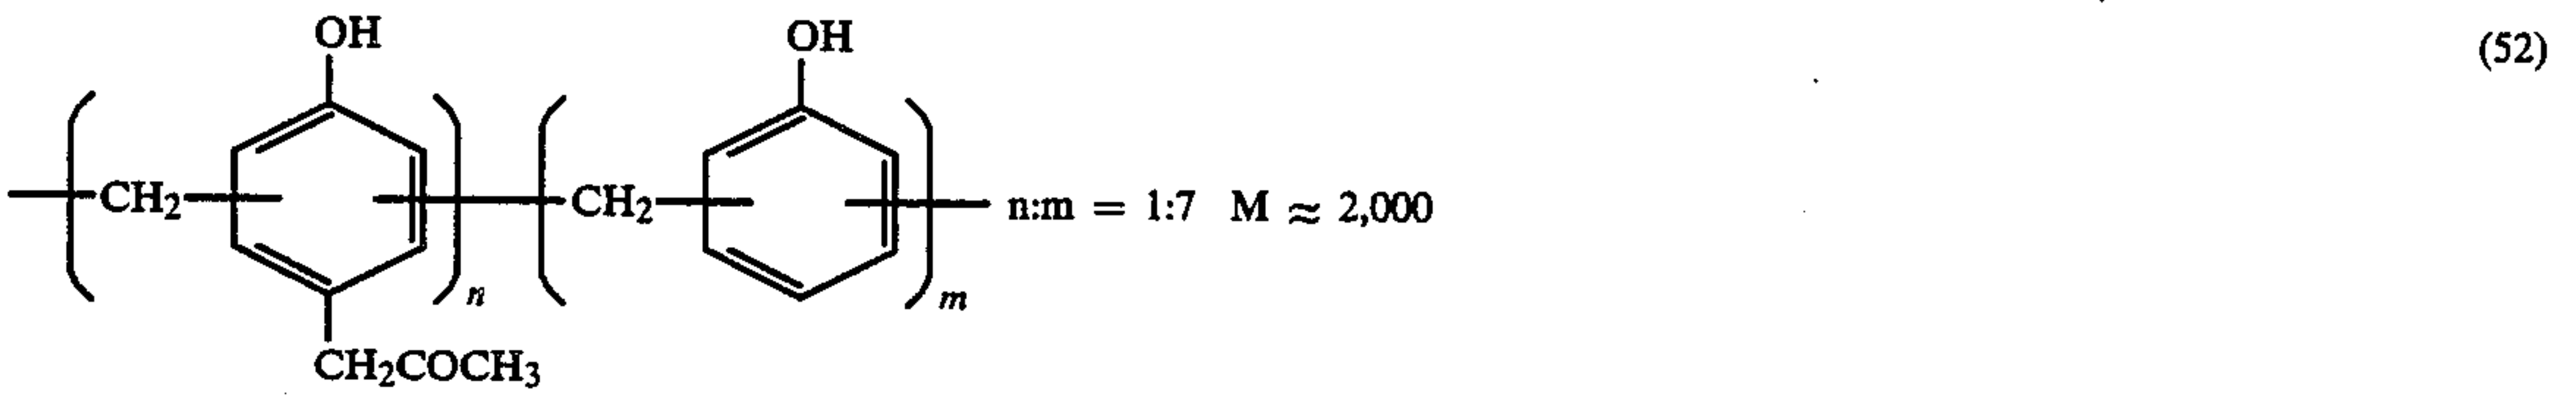 OH OH (52)
CH₂ CH₂ n:m = 1:7 M ≈ 2,000
n m
CH₂COCH₃